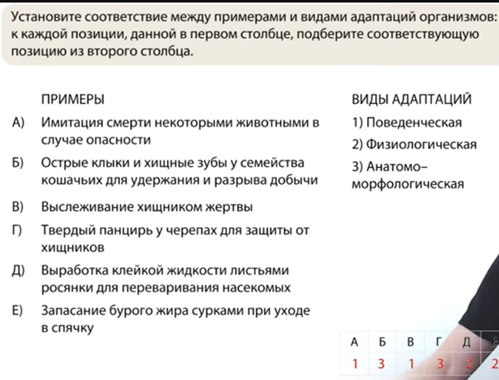 Установите соответствие между примерами и видами адаптаций организмов:
к каждой позиции, данной в первом столбце, подберите соответствующую
позицию из второго столбца.
ПРИМЕРЫ
А) Имитация смерти некоторыми животными в
случае опасности
Б) Острые клыки и хищные зубы у семейства
кошачьих для удержания и разрыва добычи
В) Выслеживание хищником жертвы
Г) Твердый панцирь у черепах для защиты от
хищников
Д) Выработка клейкой жидкости листьями
росянки для переваривания насекомых
Е) Запасание бурого жира сурками при уходе
в спячку
ВИДЫ АДАПТАЦИЙ
1) Поведенческая
2) Физиологическая
3) Анатомо–
морфологическая
А Б В Г Д
1 3 1 3 2 2